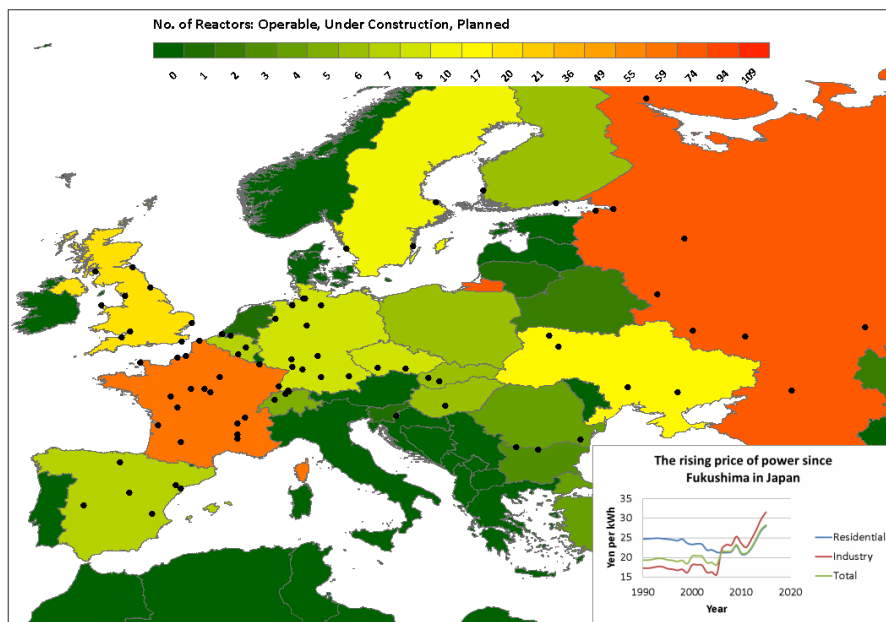 No. of Reactors: Operable, Under Construction, Planned
0 1 2 3 4 5 6 7 8 10 17 20 21 36 49 55 59 74 94 109
The rising price of power since
Fukushima in Japan
35
30
25
20
15
Yen per kWh
1990 2000 2010 2020
Year
Residential
Industry
Total